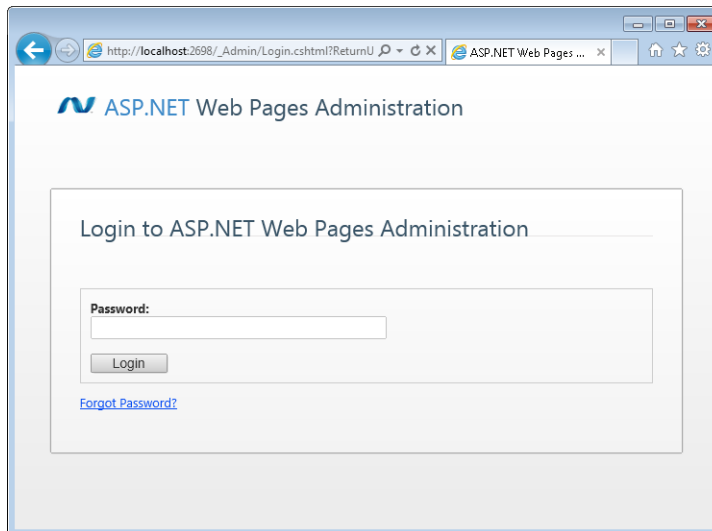 http://localhost:2698/_Admin/Login.cshtml?ReturnU
ASP.NET Web Pages ...
ASP.NET Web Pages Administration
Login to ASP.NET Web Pages Administration
Password:
Login
Forgot Password?